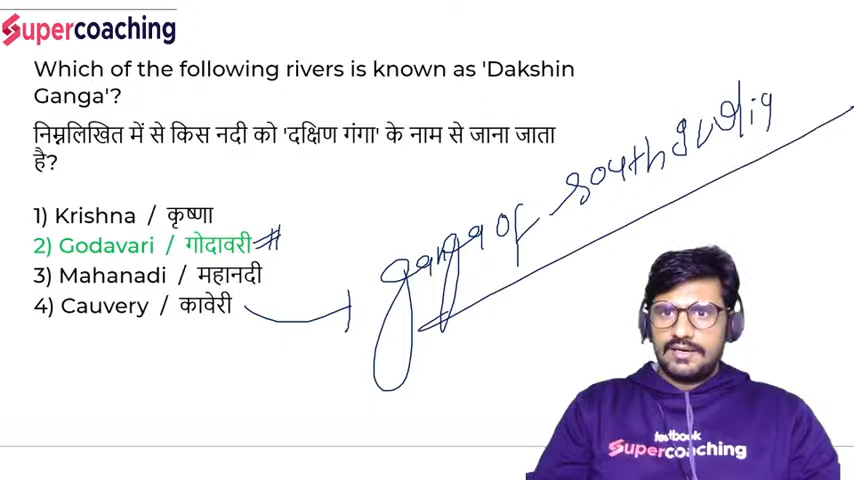 Supercoaching
Which of the following rivers is known as 'Dakshin
Ganga'?
निम्नलिखित में से किस नदी को 'दक्षिण गंगा' के नाम से जाना जाता
है?
1) Krishna / कृष्णा
2) Godavari / गोदावरी #
3) Mahanadi / महानदी
4) Cauvery / कावेरी
ganga of south India
testbook
Supercoaching